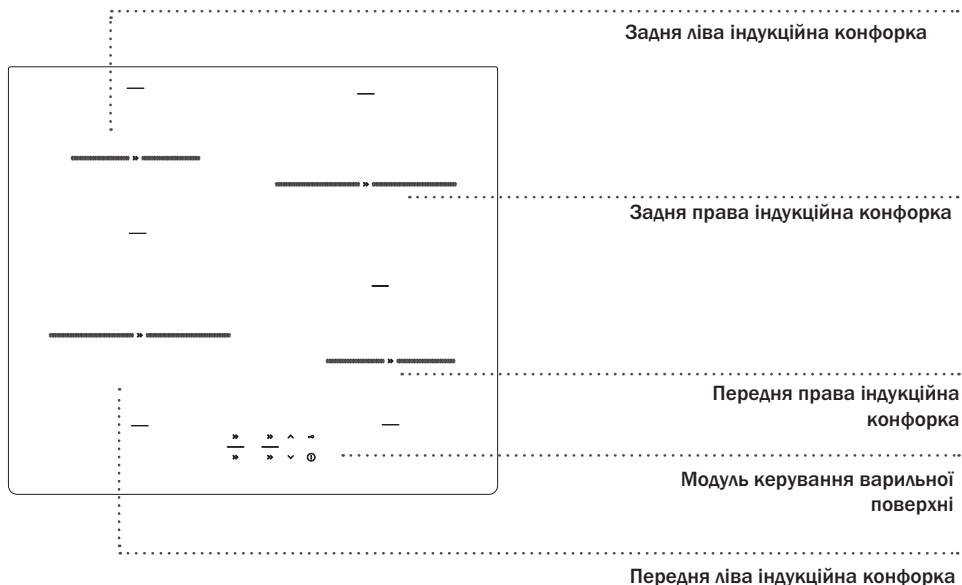 Задня ліва індукційна конфорка
Задня права індукційна конфорка
Передня права індукційна
конфорка
Модуль керування варильної
поверхні
Передня ліва індукційна конфорка